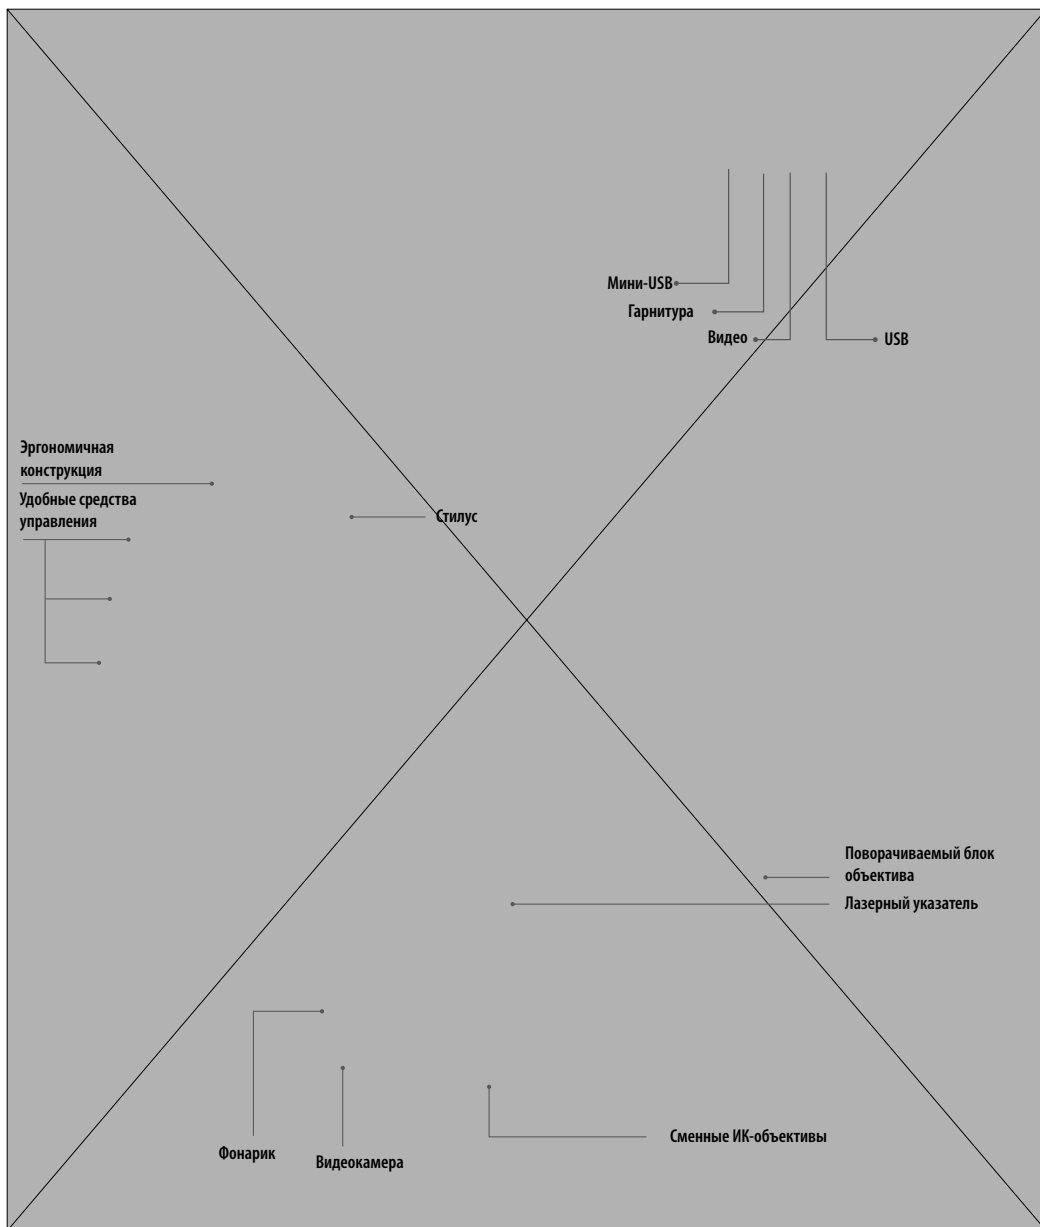 Мини-USB
Гарнитура
Видео
USB
Эргономичная
конструкция
Удобные средства
управления
Стилус
Поворачиваемый блок
объектива
Лазерный указатель
Фонарик
Видеокамера
Сменные ИК-объективы